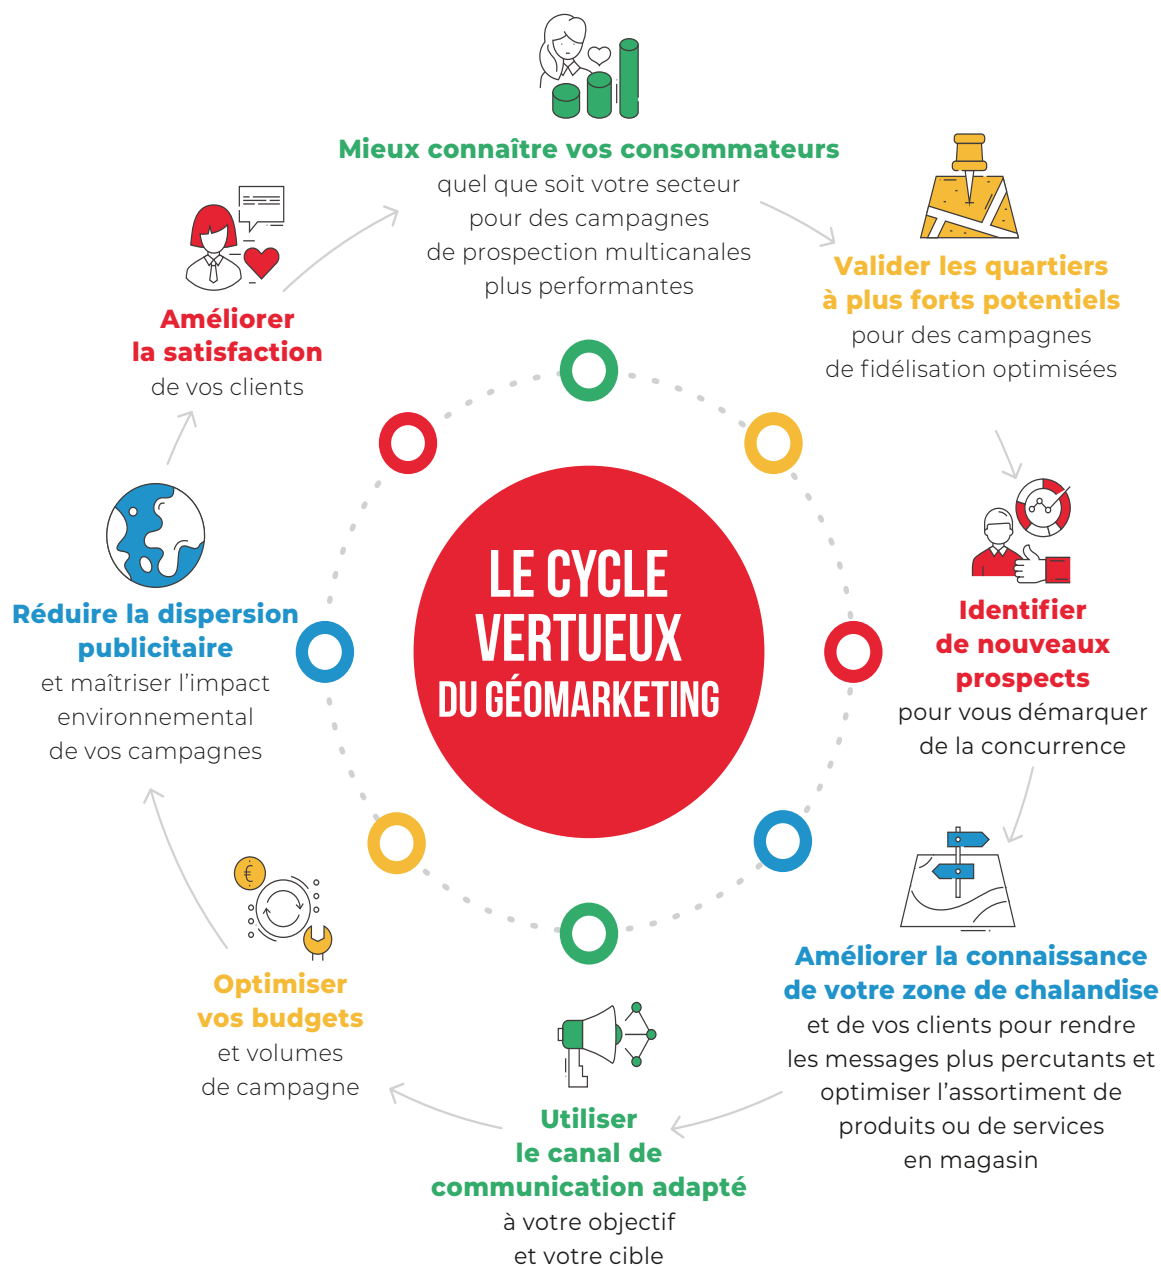 Mieux connaître vos consommateurs
quel que soit votre secteur
pour des campagnes
de prospection multicanales
plus performantes
Valider les quartiers
à plus forts potentiels
pour des campagnes
de fidélisation optimisées
Identifier
de nouveaux
prospects
pour vous démarquer
de la concurrence
Améliorer la connaissance
de votre zone de chalandise
et de vos clients pour rendre
les messages plus percutants et
optimiser l’assortiment de
produits ou de services
en magasin
Utiliser
le canal de
communication adapté
à votre objectif
et votre cible
Optimiser
vos budgets
et volumes
de campagne
€
Réduire la dispersion
publicitaire
et maîtriser l’impact
environnemental
de vos campagnes
Améliorer
la satisfaction
de vos clients
LE CYCLE
VERTUEUX
DU GÉOMARKETING